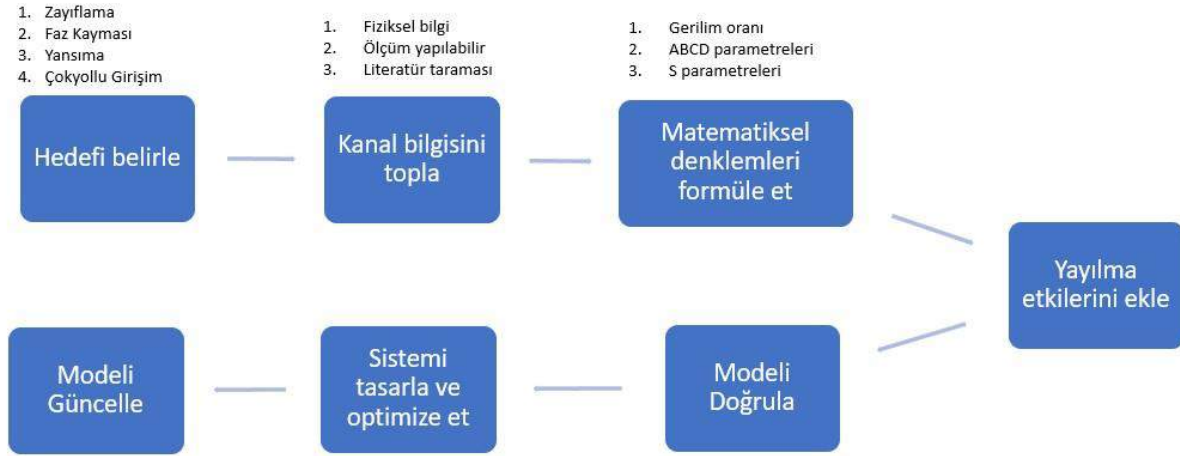 1. Zayıflama
2. Faz Kayması
3. Yansıma
4. Çokyollu Girişim
1. Fiziksel bilgi
2. Ölçüm yapılabilir
3. Literatür taraması
1. Gerilim oranı
2. ABCD parametreleri
3. S parametreleri
Hedefi belirle
Kanal bilgisini
topla
Matematiksel
denklemleri
formüle et
Yayılma
etkilerini ekle
Modeli
Doğrula
Sistemi
tasarla ve
optimize et
Modeli
Güncelle